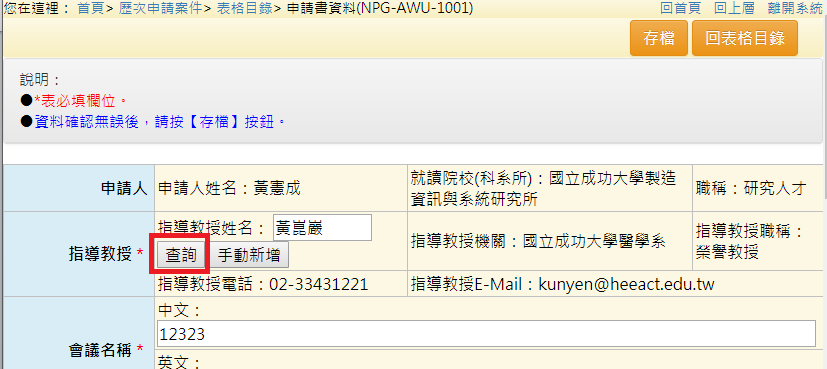 您在這裡： 首頁> 歷次申請案件> 表格目錄> 申請書資料(NPG-AWU-1001) 回首頁 回上層 離開系統
存檔 回表格目錄
說明：
●*表必填欄位。
●資料確認無誤後，請按【存檔】按鈕。
申請人 申請人姓名：黃憲成 就讀院校(科系所)：國立成功大學製造
資訊與系統研究所 職稱：研究人才
指導教授 * 指導教授姓名： 黃崑巖
查詢 手動新增 指導教授機關：國立成功大學醫學系 指導教授職稱：
榮譽教授
指導教授電話：02-33431221 指導教授E-Mail：kunyen@heeact.edu.tw
會議名稱 * 中文：
12323
英文：